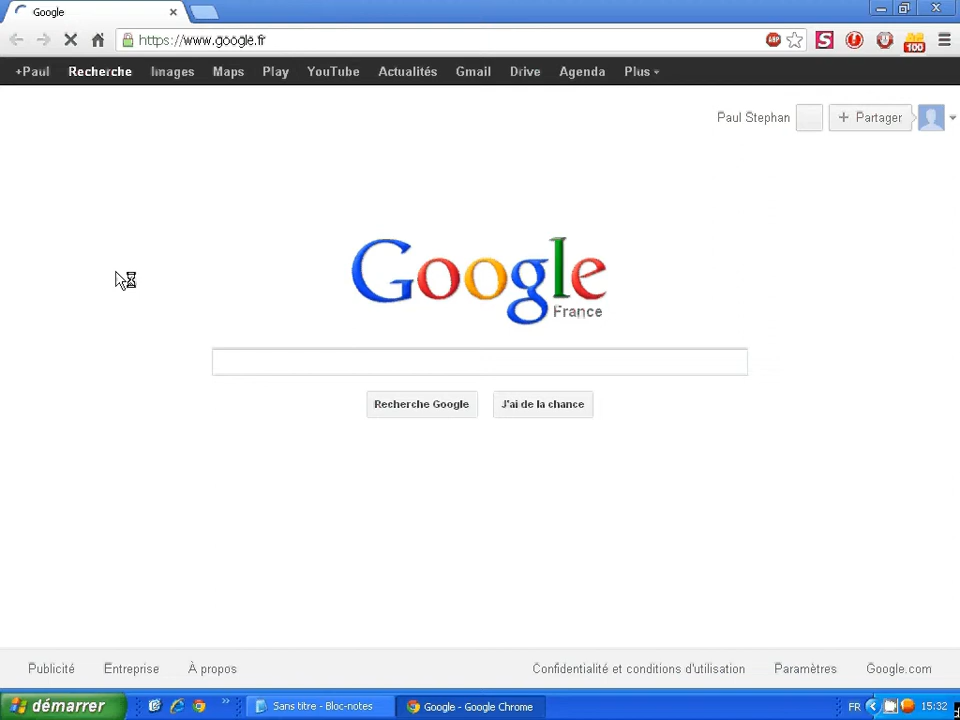 Google
https://www.google.fr
ABP
S
100
+Paul Recherche Images Maps Play YouTube Actualités Gmail Drive Agenda Plus
Paul Stephan + Partager
Google
France
Recherche Google J'ai de la chance
Publicité Entreprise À propos Confidentialité et conditions d'utilisation Paramètres Google.com
démarrer Sans titre - Bloc-notes Google - Google Chrome FR 15:32